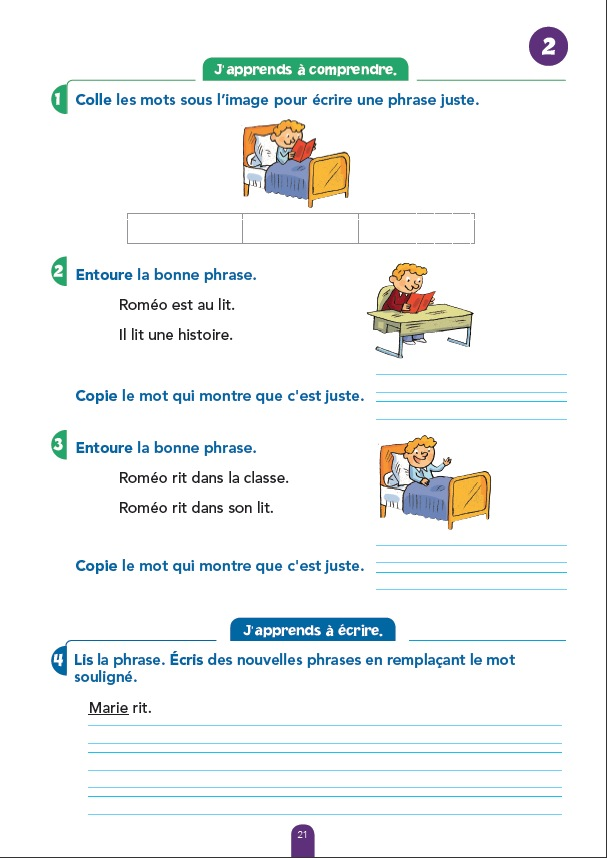 2
J'apprends à comprendre.
1 Colle les mots sous l'image pour écrire une phrase juste.
2 Entoure la bonne phrase.
Roméo est au lit.
Il lit une histoire.
Copie le mot qui montre que c'est juste.
3 Entoure la bonne phrase.
Roméo rit dans la classe.
Roméo rit dans son lit.
Copie le mot qui montre que c'est juste.
J'apprends à écrire.
4 Lis la phrase. Écris des nouvelles phrases en remplaçant le mot
souligné.
Marie rit.
21